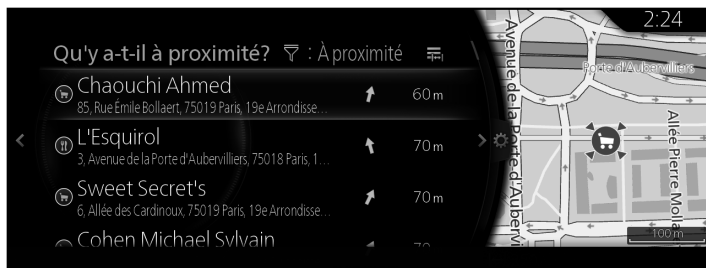 2:24
Qu'y a-t-il à proximité? : À proximité
Chaouchi Ahmed
85, Rue Émile Bollaert, 75019 Paris, 19e Arrondisse...
60 m
L'Esquirol
3, Avenue de la Porte d'Aubervilliers, 75018 Paris, 1...
70 m
Sweet Secret's
6, Allée des Cardinoux, 75019 Paris, 19e Arrondisse...
70 m
Cohen Michael Sylvain
70
Avenue de la Porte d'Aubervi
Porte d'Aubervilliers
Allée Pierre Molla
100 m